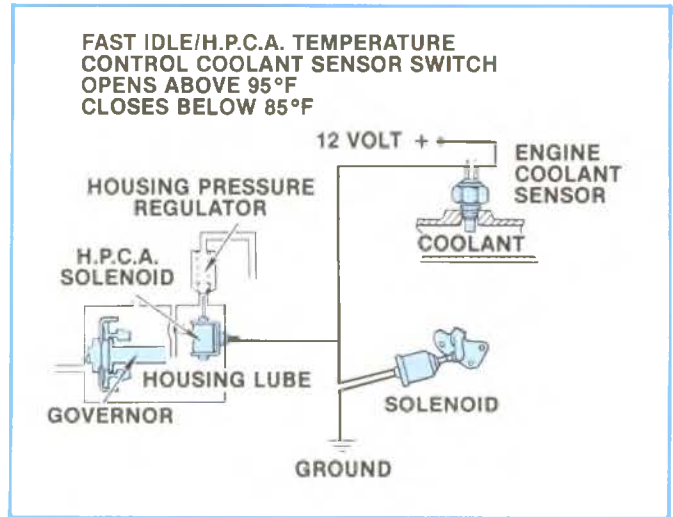 FAST IDLE/H.P.C.A. TEMPERATURE
CONTROL COOLANT SENSOR SWITCH
OPENS ABOVE 95°F
CLOSES BELOW 85°F
12 VOLT +
ENGINE
COOLANT
SENSOR
HOUSING PRESSURE
REGULATOR
COOLANT
H.P.C.A.
SOLENOID
HOUSING LUBE
GOVERNOR
SOLENOID
GROUND